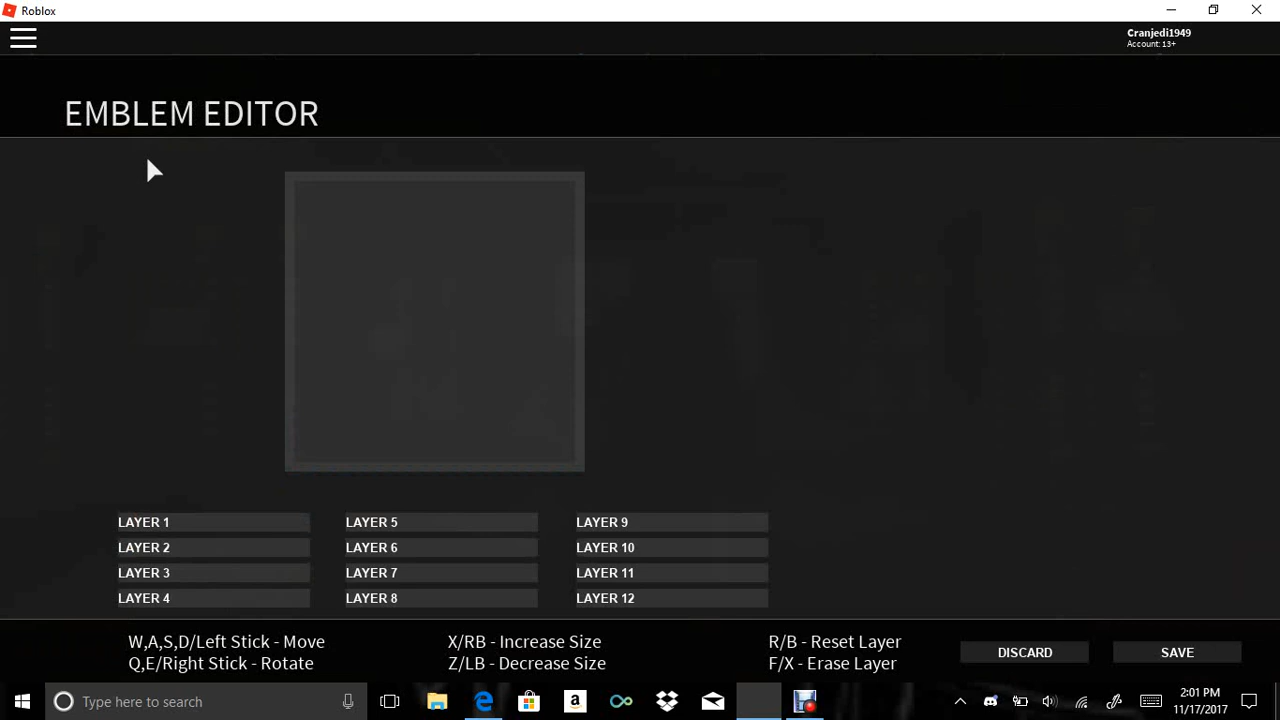 Roblox
Cranjedi1949
Account: 13+
EMBLEM EDITOR
LAYER 1
LAYER 5
LAYER 9
LAYER 2
LAYER 6
LAYER 10
LAYER 3
LAYER 7
LAYER 11
LAYER 4
LAYER 8
LAYER 12
W,A,S,D/Left Stick - Move
X/RB - Increase Size
R/B - Reset Layer
Q,E/Right Stick - Rotate
Z/LB - Decrease Size
F/X - Erase Layer
DISCARD
SAVE
Type here to search
2:01 PM
11/17/2017